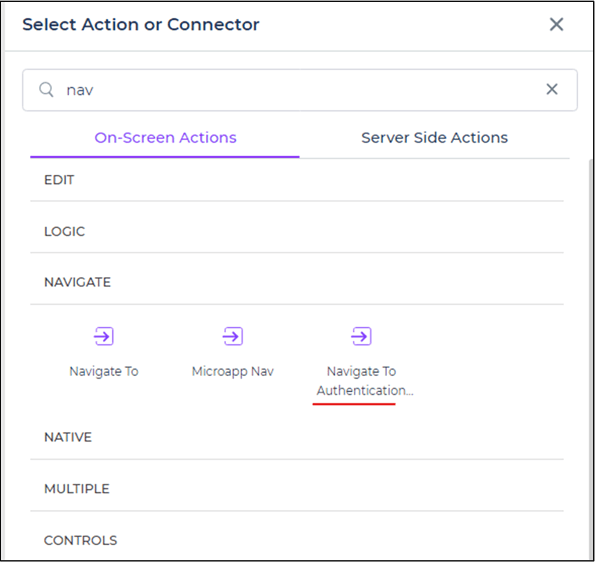 Select Action or Connector
nav
On-Screen Actions Server Side Actions
EDIT
LOGIC
NAVIGATE
Navigate To Microapp Nav Navigate To
Authentication...
NATIVE
MULTIPLE
CONTROLS